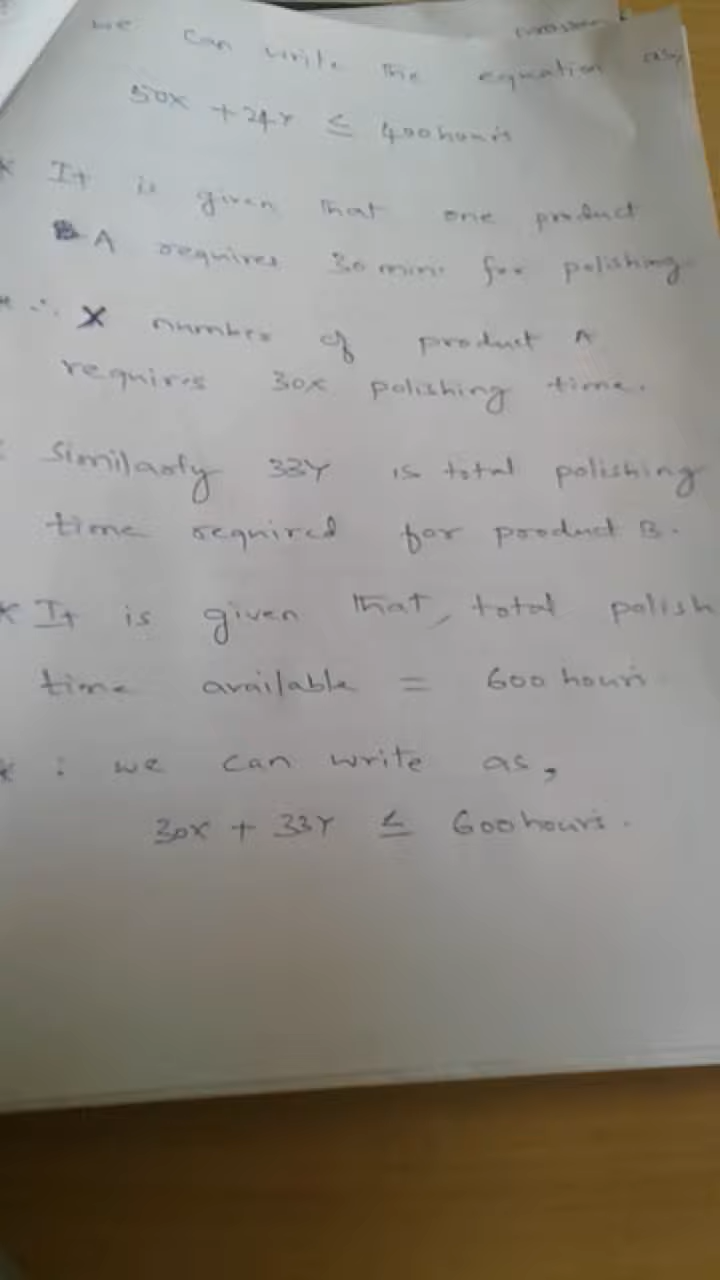 we can write the equation as,
50x + 24Y ≤ 400 hours
* It is given that one product
A requires 30 min. for polishing.
* ∴ X number of product A
requires 30x polishing time.
: Similarly 33Y is total polishing
time required for product B.
* It is given that, total polish
time available = 600 hours
* : we can write as,
30x + 33Y ≤ 600 hours.